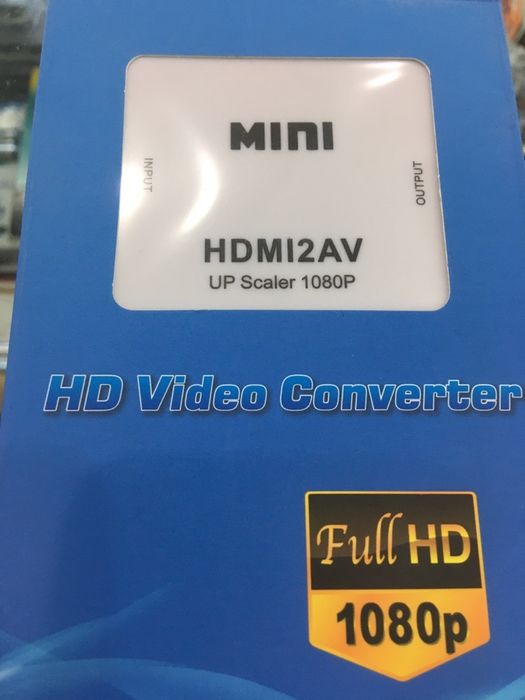 MINI
INPUT
OUTPUT
HDMI2AV
UP Scaler 1080P
HD Video Converter
Full HD
1080p